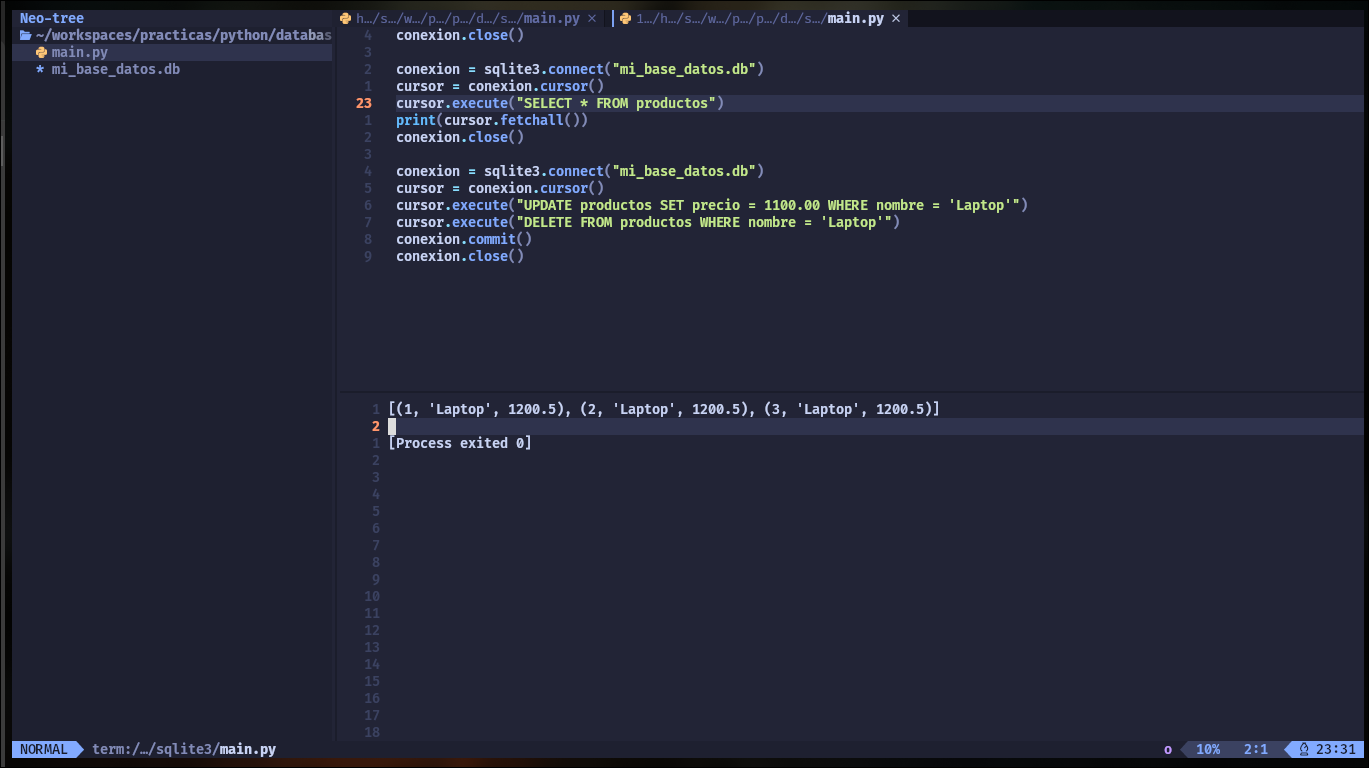 Neo-tree
~/workspaces/practicas/python/databas
main.py
* mi_base_datos.db
h…/s…/w…/p…/p…/d…/s…/main.py × 1…/h…/s…/w…/p…/p…/d…/s…/main.py ×
4 conexion.close()
3
2 conexion = sqlite3.connect("mi_base_datos.db")
1 cursor = conexion.cursor()
23 cursor.execute("SELECT * FROM productos")
1 print(cursor.fetchall())
2 conexion.close()
3
4 conexion = sqlite3.connect("mi_base_datos.db")
5 cursor = conexion.cursor()
6 cursor.execute("UPDATE productos SET precio = 1100.00 WHERE nombre = 'Laptop'")
7 cursor.execute("DELETE FROM productos WHERE nombre = 'Laptop'")
8 conexion.commit()
9 conexion.close()
1 [(1, 'Laptop', 1200.5), (2, 'Laptop', 1200.5), (3, 'Laptop', 1200.5)]
2
1 [Process exited 0]
2
3
4
5
6
7
8
9
10
11
12
13
14
15
16
17
18
NORMAL term:/…/sqlite3/main.py o 10% 2:1 23:31